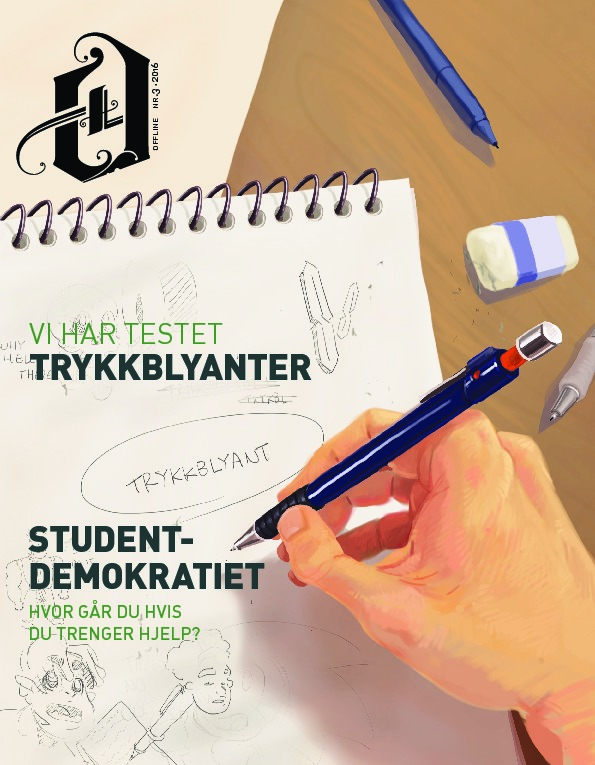 OFFLINE NR.3 · 2016
VI HAR TESTET
TRYKKBLYANTER
TRYKKBLYANT
STUDENT-
DEMOKRATIET
HVOR GÅR DU HVIS
DU TRENGER HJELP?